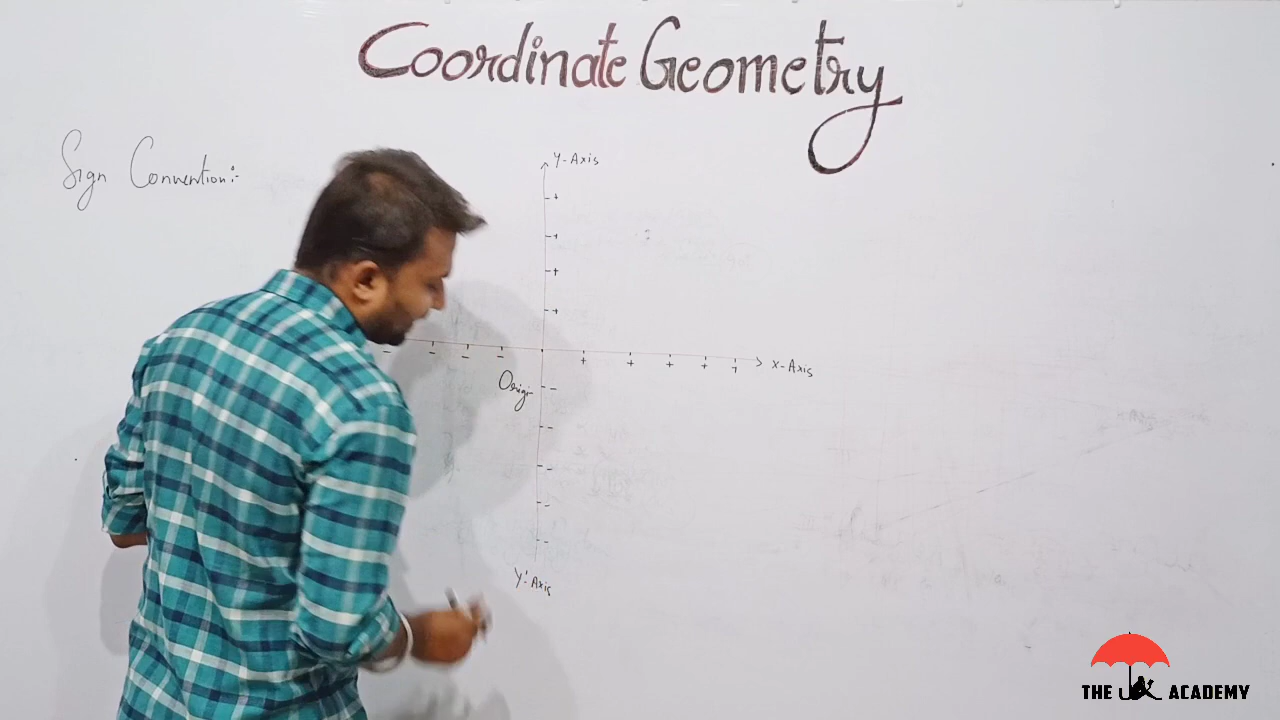 Coordinate Geometry
Sign Convention:-
Y-Axis
+
+
+
+
- - - - + + + + +
X-Axis
Origin
-
-
-
-
-
Y'-Axis
THE ACADEMY